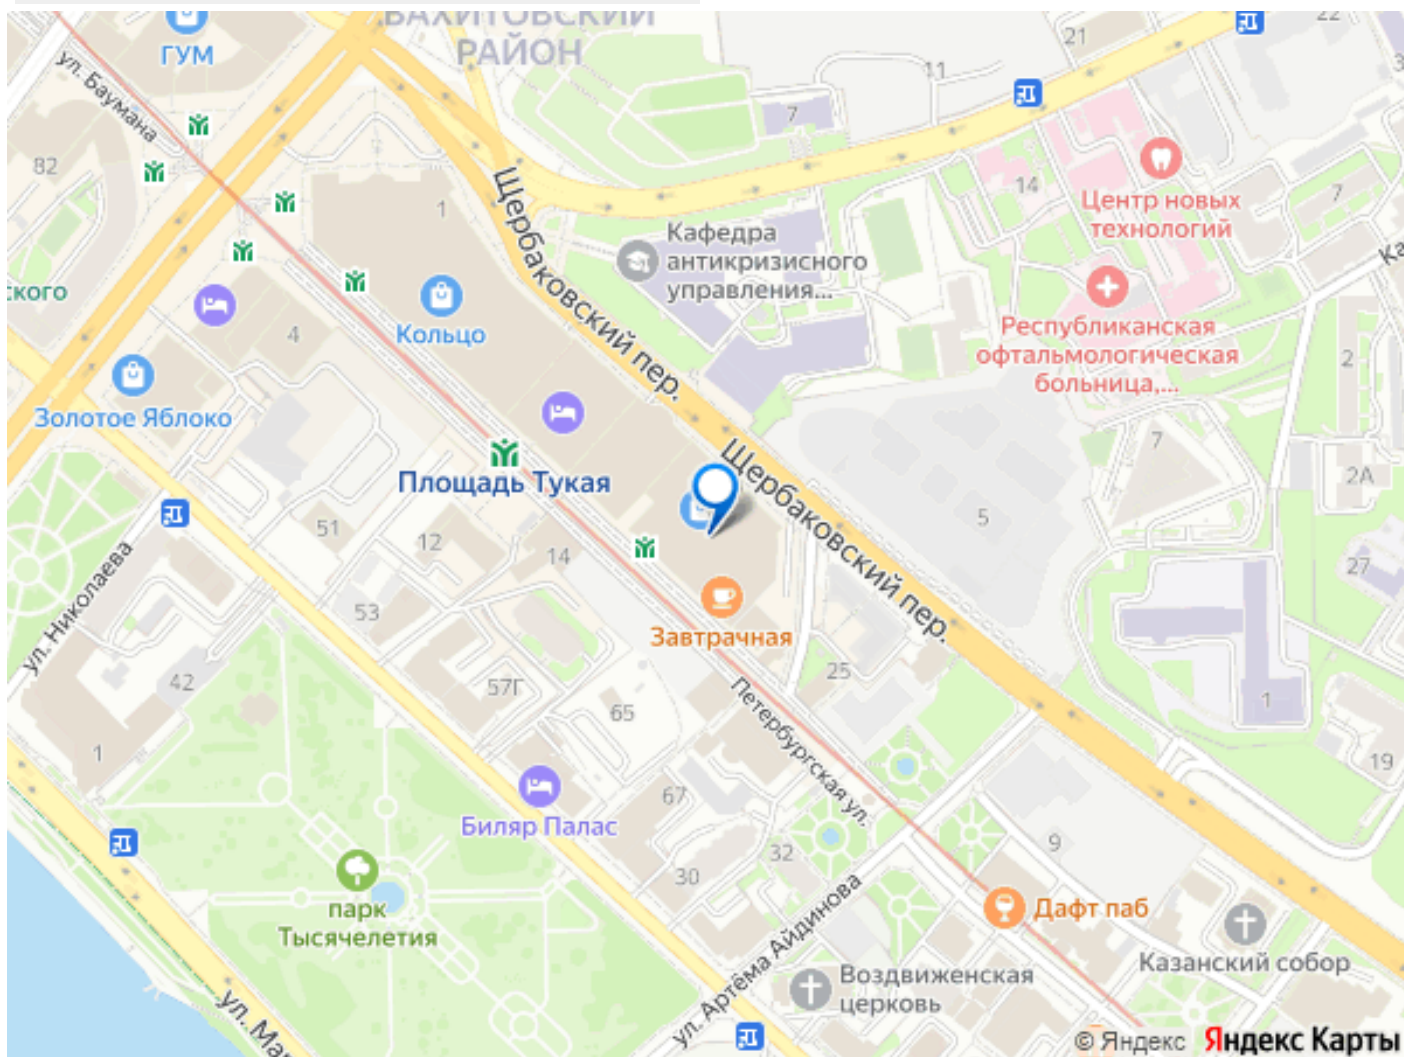 ВАХИТОВСКИЙ
РАЙОН
ГУМ
ул. Баумана
22
21
11
7
82
14
7
Центр новых
технологий
1
Щербаковский пер.
Кафедра
антикризисного
управления...
ского
Кольцо
4
Республиканская
офтальмологическая
больница,...
2
Золотое Яблоко
7
2А
Площадь Тукая
Щербаковский пер.
5
51
12
14
27
ул. Николаева
53
Завтрачная
42
57Г
65
25
1
1
Петербургская ул.
19
67
Биляр Палас
32
9
30
парк
Тысячелетия
ул. Артёма Айдинова
Дафт паб
Воздвиженская
церковь
Казанский собор
ул. Ма
© Яндекс Яндекс Карты